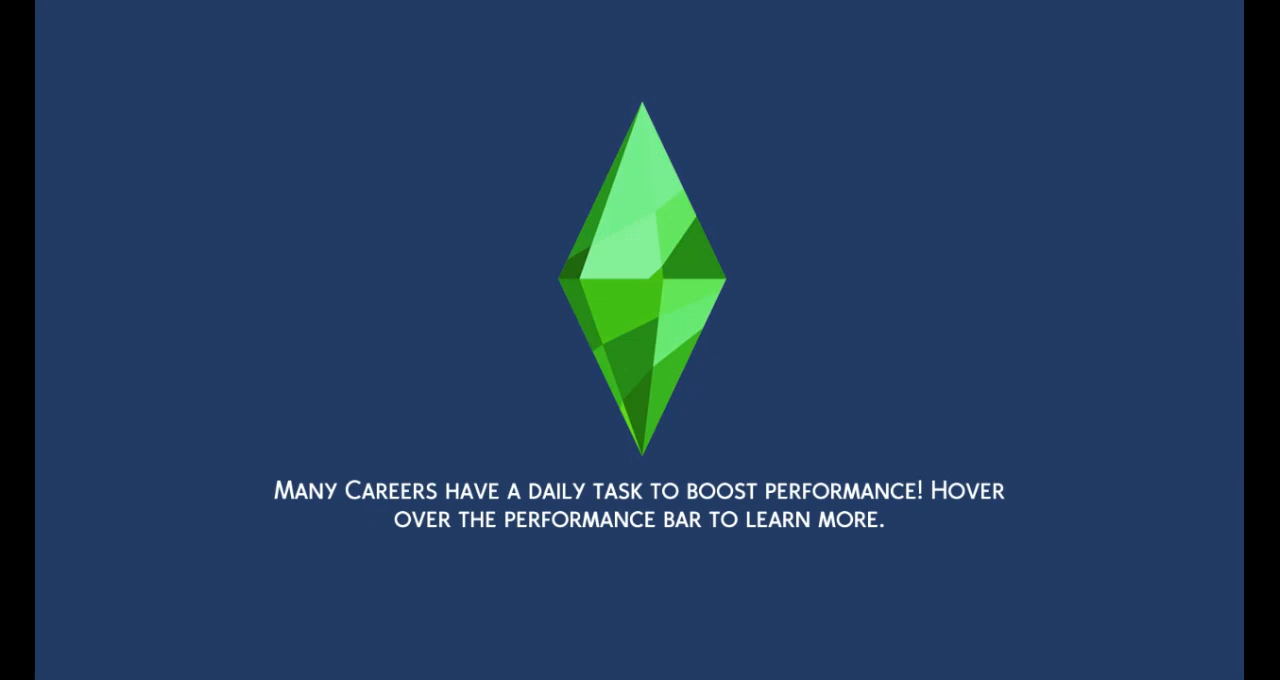 Many Careers have a daily task to boost performance! Hover
over the performance bar to learn more.